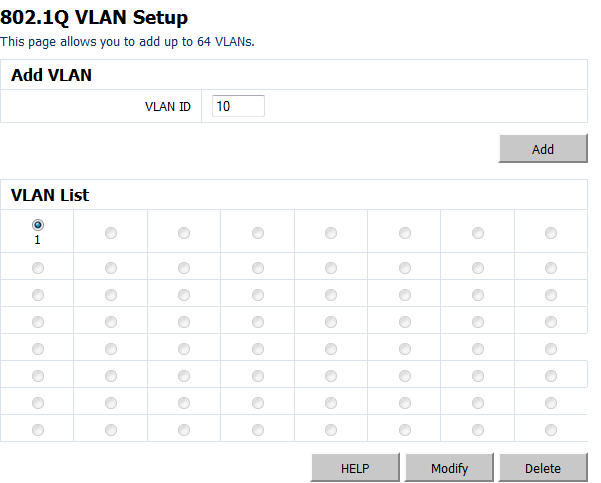 802.1Q VLAN Setup
This page allows you to add up to 64 VLANs.
Add VLAN
VLAN ID 10
Add
VLAN List
1
HELP Modify Delete